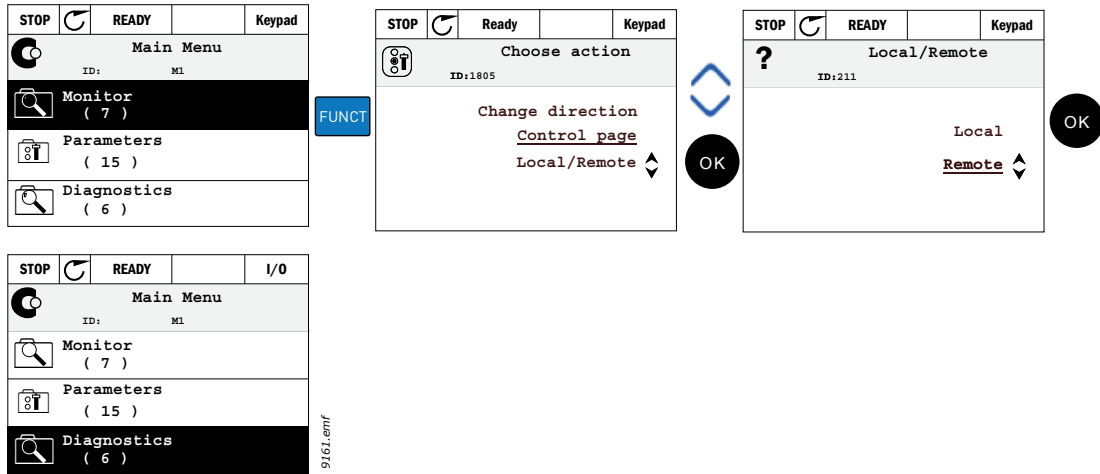 STOP READY Keypad
Main Menu
ID: M1
Monitor
( 7 )
Parameters
( 15 )
Diagnostics
( 6 )
FUNCT
STOP Ready Keypad
Choose action
ID:1805
Change direction
Control page
Local/Remote
OK
STOP READY Keypad
?
Local/Remote
ID:211
Local
Remote
OK
STOP READY I/O
Main Menu
ID: M1
Monitor
( 7 )
Parameters
( 15 )
Diagnostics
( 6 )
9161.emf